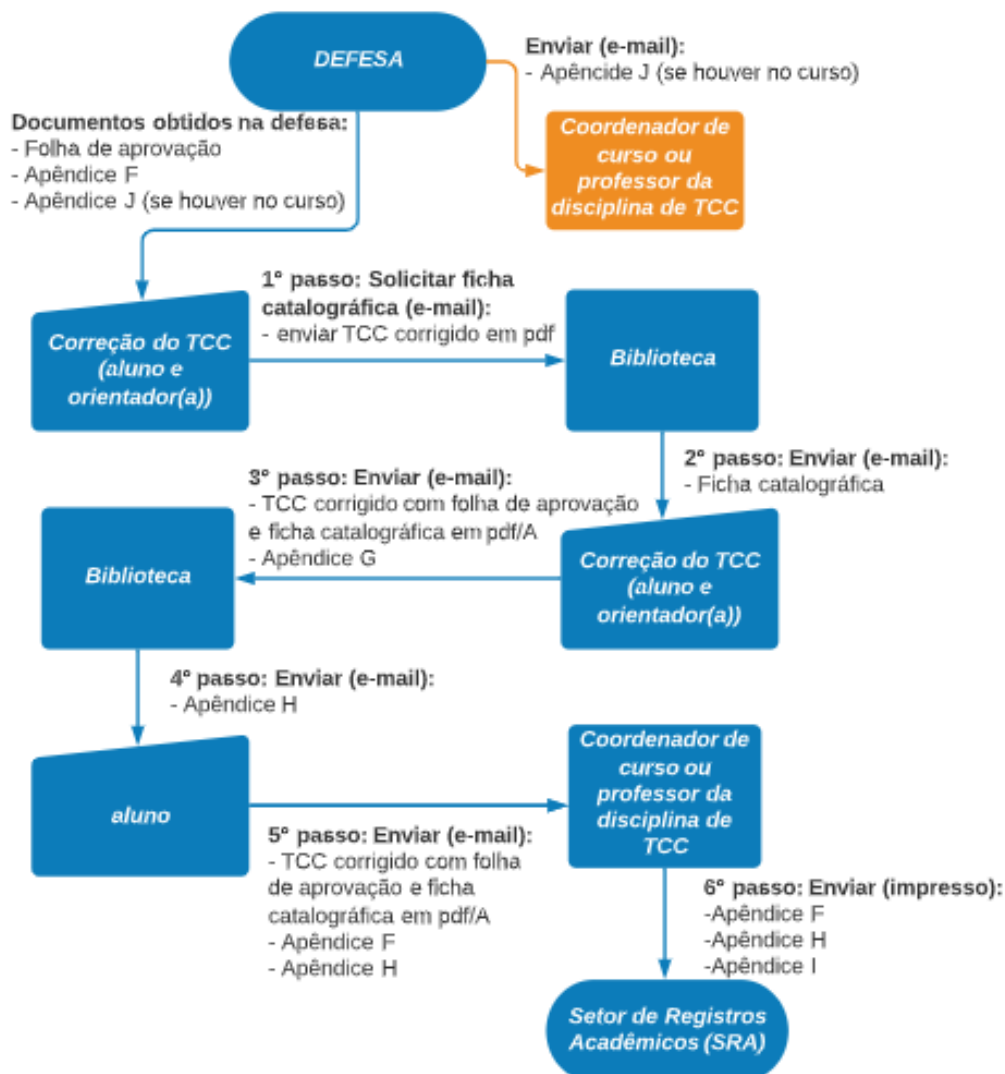 DEFESA
Enviar (e-mail):
- Apêncide J (se houver no curso)
Coordenador de
curso ou
professor da
disciplina de TCC
Documentos obtidos na defesa:
- Folha de aprovação
- Apêndice F
- Apêndice J (se houver no curso)
1° passo: Solicitar ficha
catalográfica (e-mail):
- enviar TCC corrigido em pdf
Correção do TCC
(aluno e
orientador(a))
Biblioteca
2° passo: Enviar (e-mail):
- Ficha catalográfica
Correção do TCC
(aluno e
orientador(a))
3° passo: Enviar (e-mail):
- TCC corrigido com folha de aprovação
e ficha catalográfica em pdf/A
- Apêndice G
Biblioteca
4° passo: Enviar (e-mail):
- Apêndice H
aluno
5° passo: Enviar (e-mail):
- TCC corrigido com folha
de aprovação e ficha
catalográfica em pdf/A
- Apêndice F
- Apêndice H
Coordenador de
curso ou
professor da
disciplina de
TCC
6° passo: Enviar (impresso):
-Apêndice F
-Apêndice H
-Apêndice I
Setor de Registros
Acadêmicos (SRA)